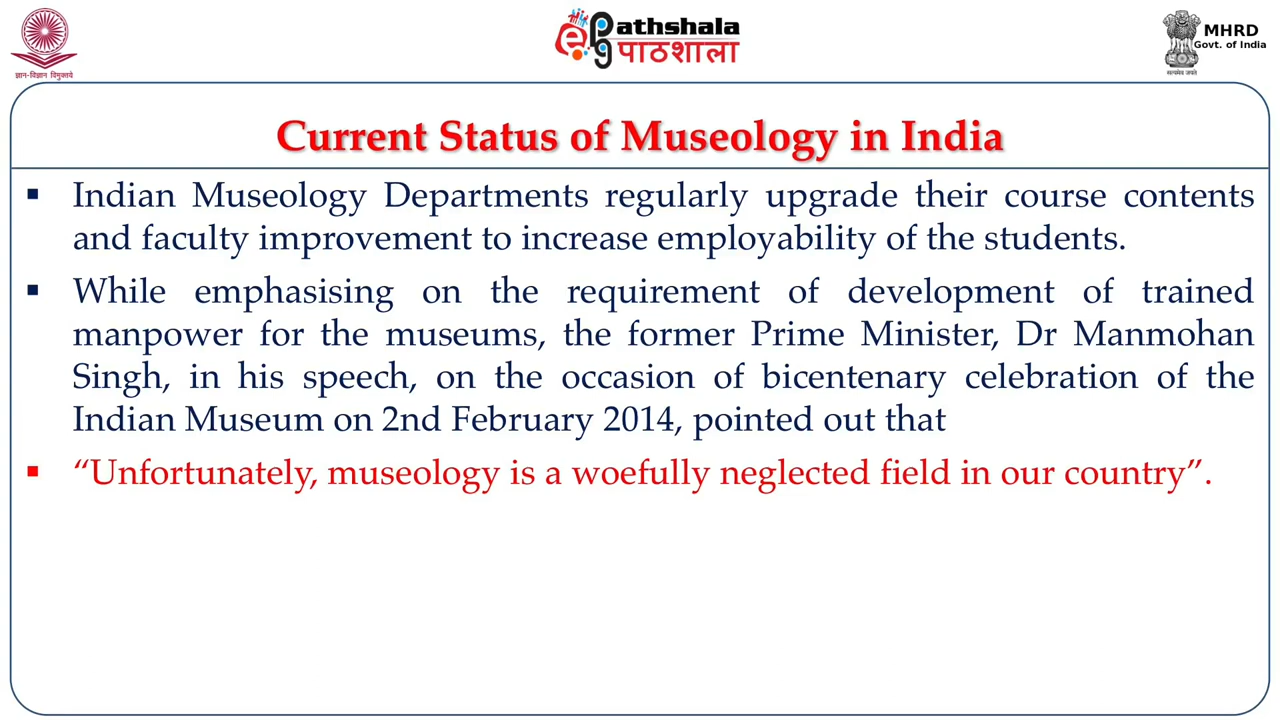 ज्ञान-विज्ञान विमुक्तये
ePathshala
पाठशाला
MHRD
Govt. of India
सत्यमेव जयते
Current Status of Museology in India
▪ Indian Museology Departments regularly upgrade their course contents
and faculty improvement to increase employability of the students.
▪ While emphasising on the requirement of development of trained
manpower for the museums, the former Prime Minister, Dr Manmohan
Singh, in his speech, on the occasion of bicentenary celebration of the
Indian Museum on 2nd February 2014, pointed out that
▪ “Unfortunately, museology is a woefully neglected field in our country”.